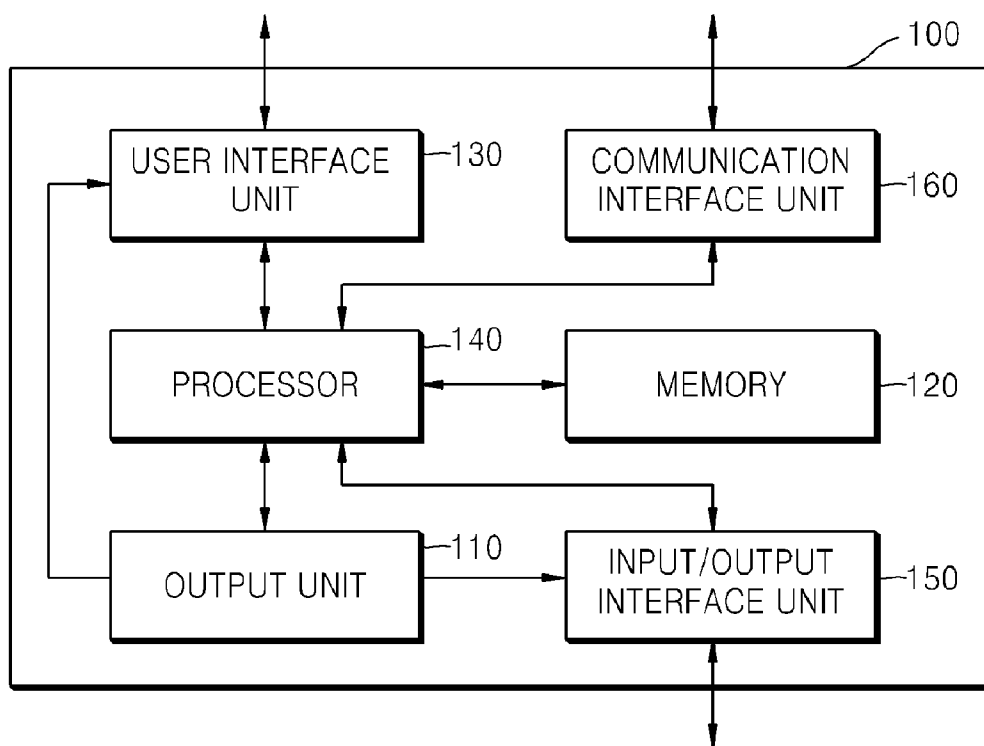 100
USER INTERFACE
UNIT
130
COMMUNICATION
INTERFACE UNIT
160
PROCESSOR
140
MEMORY
120
OUTPUT UNIT
110
INPUT/OUTPUT
INTERFACE UNIT
150